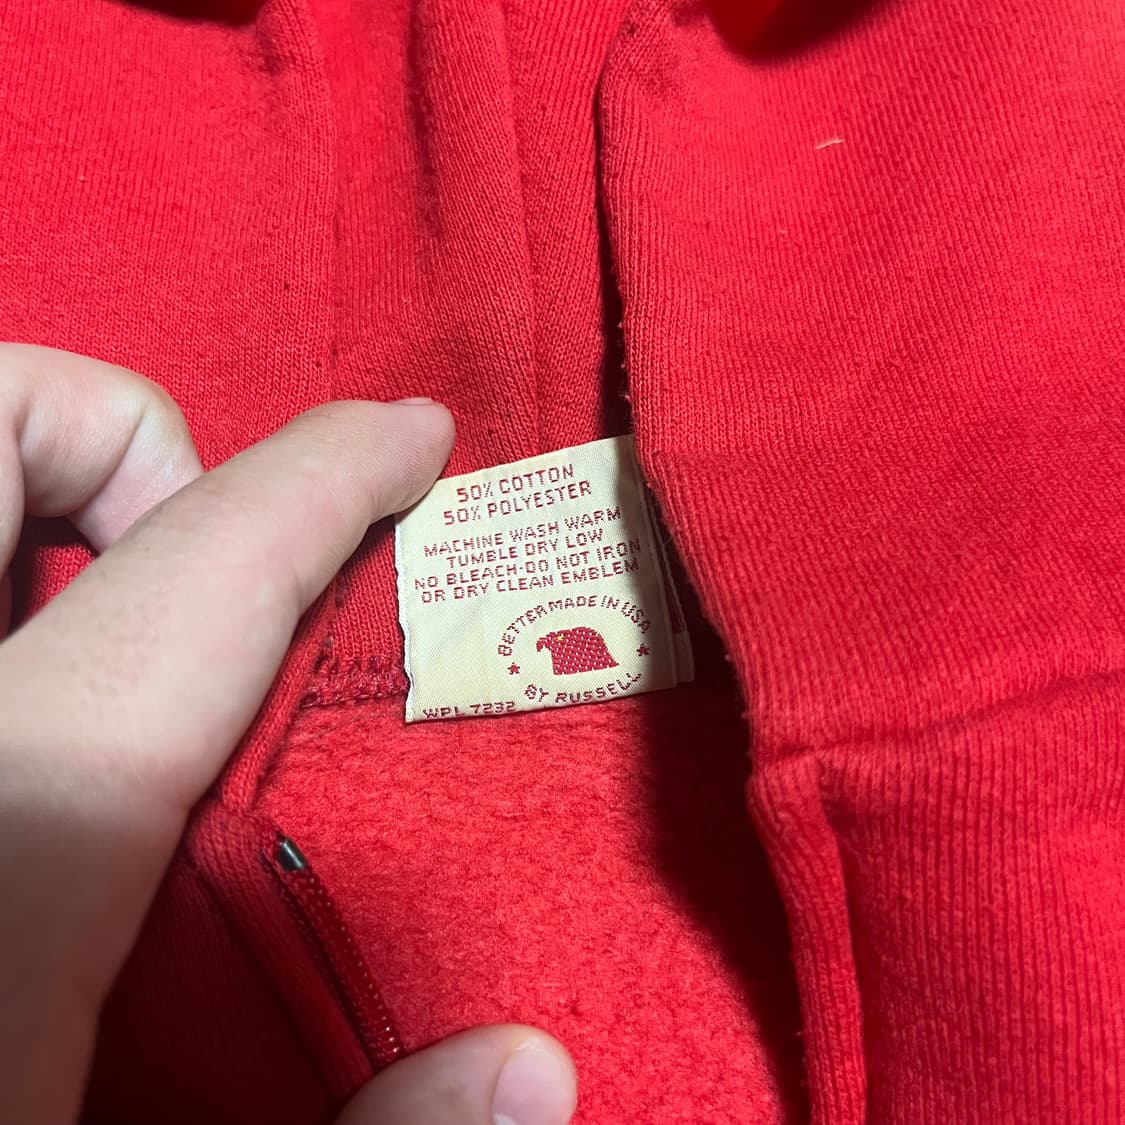 50% COTTON
50% POLYESTER
MACHINE WASH WARM
TUMBLE DRY LOW
NO BLEACH-DO NOT IRON
OR DRY CLEAN EMBLEM
BETTER MADE IN USA
BY RUSSELL
WPL 7232